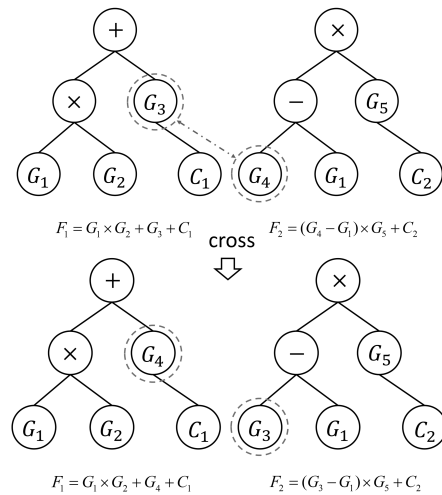 + ×
× G₃ − G₅
G₁ G₂ C₁ G₄ G₁ C₂
F₁ = G₁ × G₂ + G₃ + C₁ F₂ = (G₄ − G₁) × G₅ + C₂
cross
+ ×
× G₄ − G₅
G₁ G₂ C₁ G₃ G₁ C₂
F₁ = G₁ × G₂ + G₄ + C₁ F₂ = (G₃ − G₁) × G₅ + C₂